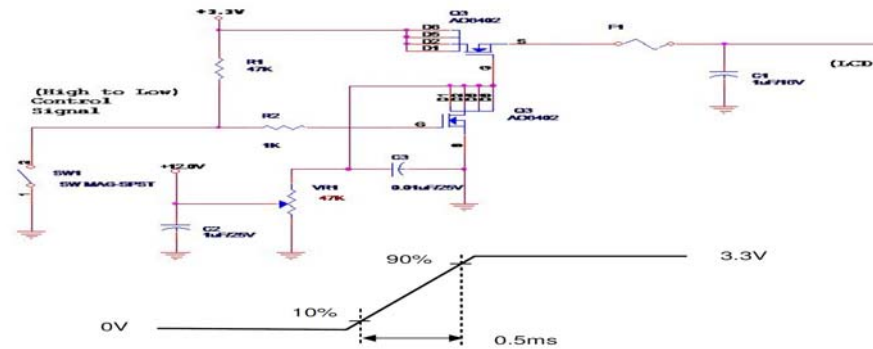 +3.3V
Q3
AO6402
D6
D5
D2
D1
S
G
F1
(LCD
R1
47K
C1
1uF/10V
(High to Low)
Control
Signal
Q3
AO6402
R2
G
1K
+12.0V
SW1
SW MAG-SPST
2
1
C3
0.01uF/25V
VR1
47K
C2
1uF/25V
90%
3.3V
10%
0V
0.5ms